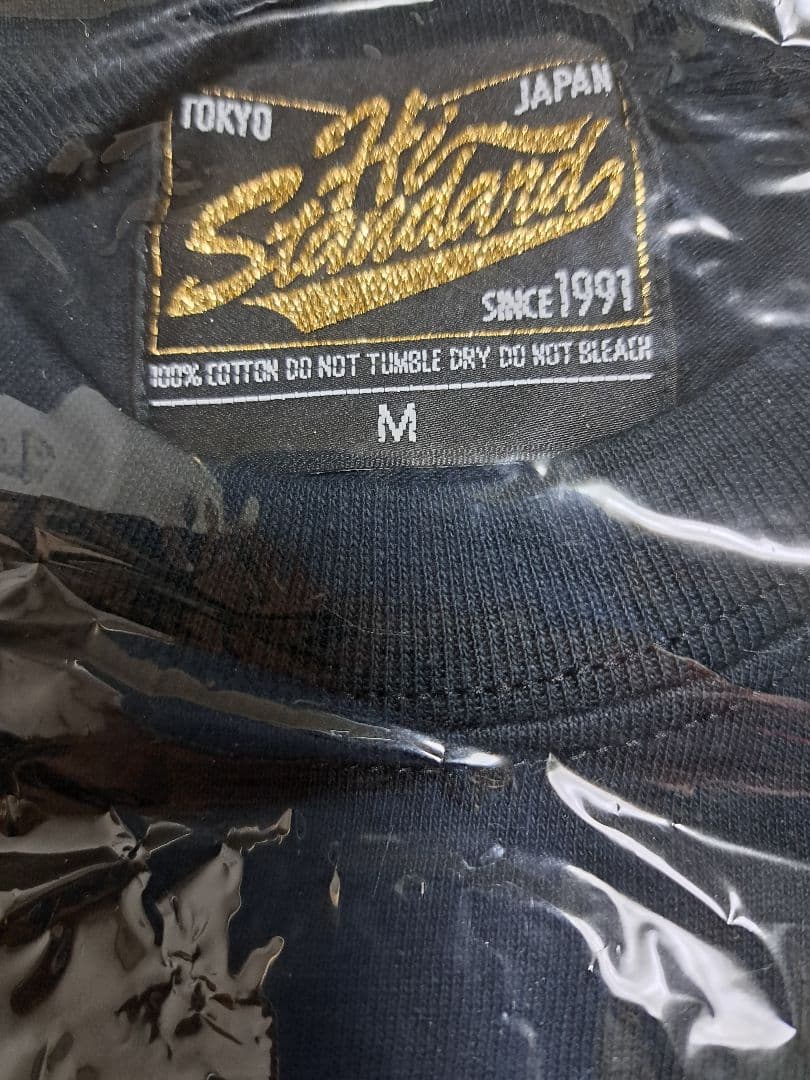 TOKYO JAPAN
Hi
Standard
SINCE 1991
100% COTTON DO NOT TUMBLE DRY DO NOT BLEACH
M